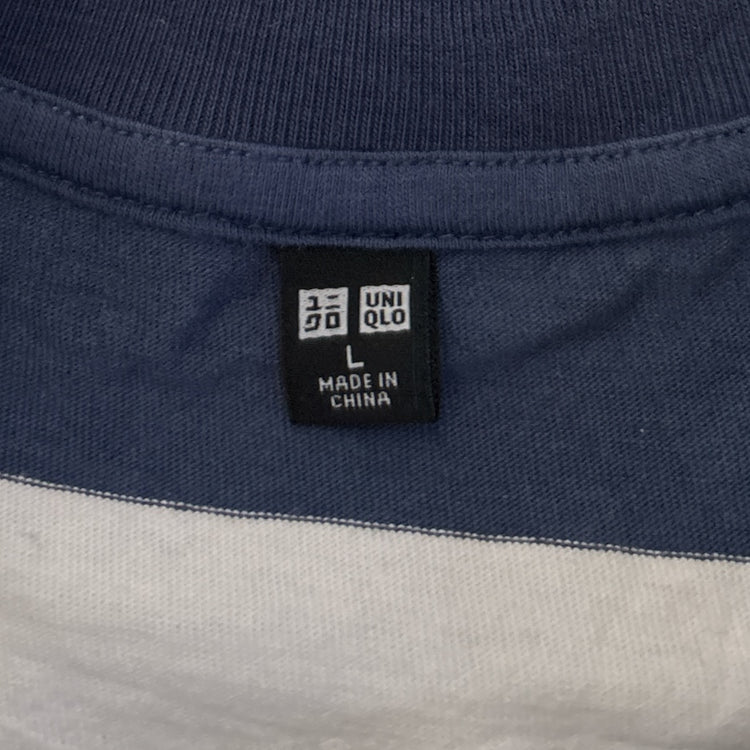 ユニ UNI
クロ QLO
L
MADE IN
CHINA